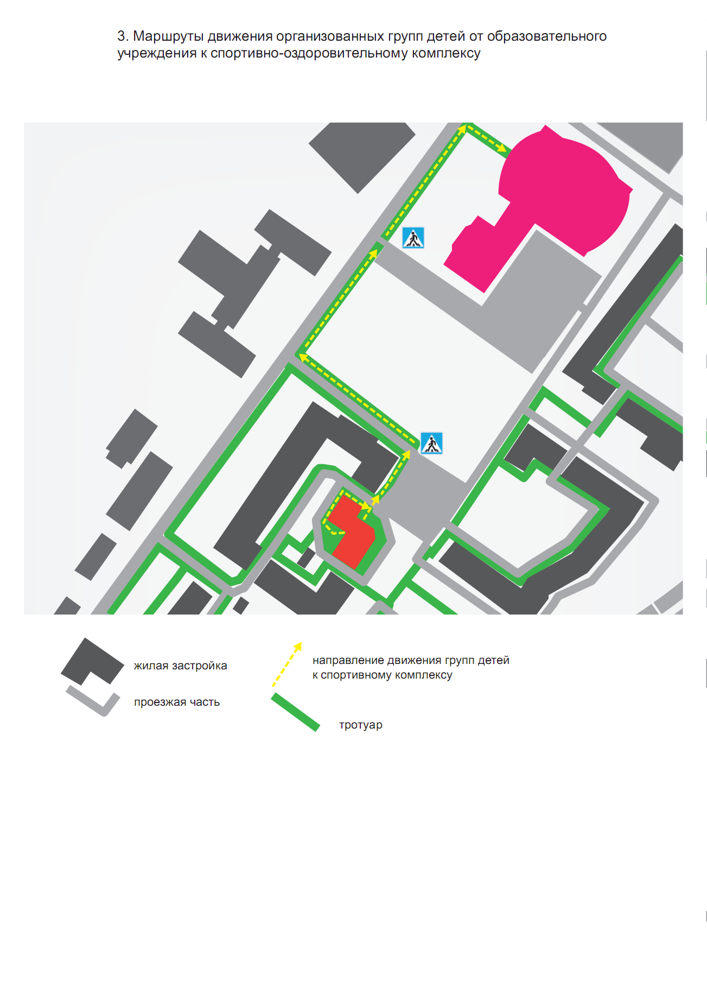 3. Маршруты движения организованных групп детей от образовательного
учреждения к спортивно-оздоровительному комплексу
жилая застройка
проезжая часть
направление движения групп детей
к спортивному комплексу
тротуар